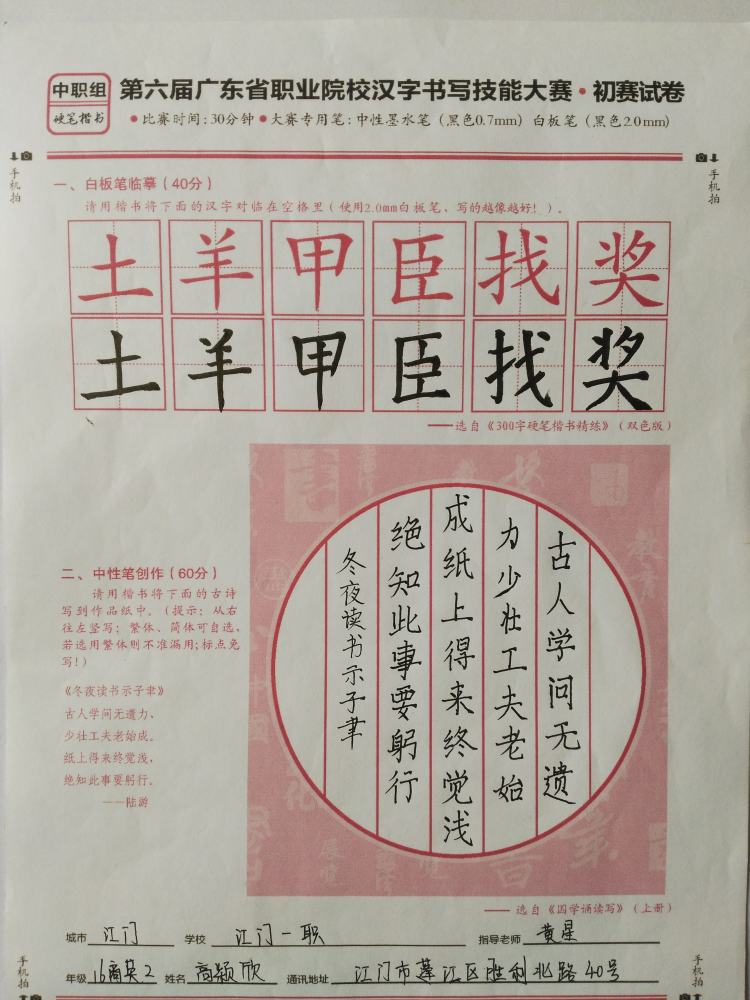 中职组
硬笔楷书
第六届广东省职业院校汉字书写技能大赛·初赛试卷
●比赛时间:30分钟●大赛专用笔:中性墨水笔(黑色0.7mm) 白板笔(黑色2.0mm)
手机拍
手机拍
一、白板笔临摹(40分)
请用楷书将下面的汉字对临在空格里(使用2.0mm白板笔、写的越像越好!)。
土羊甲臣找奖
土羊甲臣找奖
——选自《300字硬笔楷书精练》(双色版)
二、中性笔创作(60分)
请用楷书将下面的古诗
写到作品纸中。(提示:从右
往左竖写;繁体、简体可自选,
若选用繁体则不准漏用;标点免
写!)
《冬夜读书示子聿》
古人学问无遗力,
少壮工夫老始成。
纸上得来终觉浅,
绝知此事要躬行。
——陆游
古人学问无遗
力少壮工夫老始
成纸上得来终觉浅
绝知此事要躬行
冬夜读书示子聿
——选自《国学诵读写》(上册)
城市 江门 学校 江门一职 指导老师 黄星
年级 16商英2 姓名 高颖欣 通讯地址 江门市蓬江区胜利北路40号
手机拍
手机拍